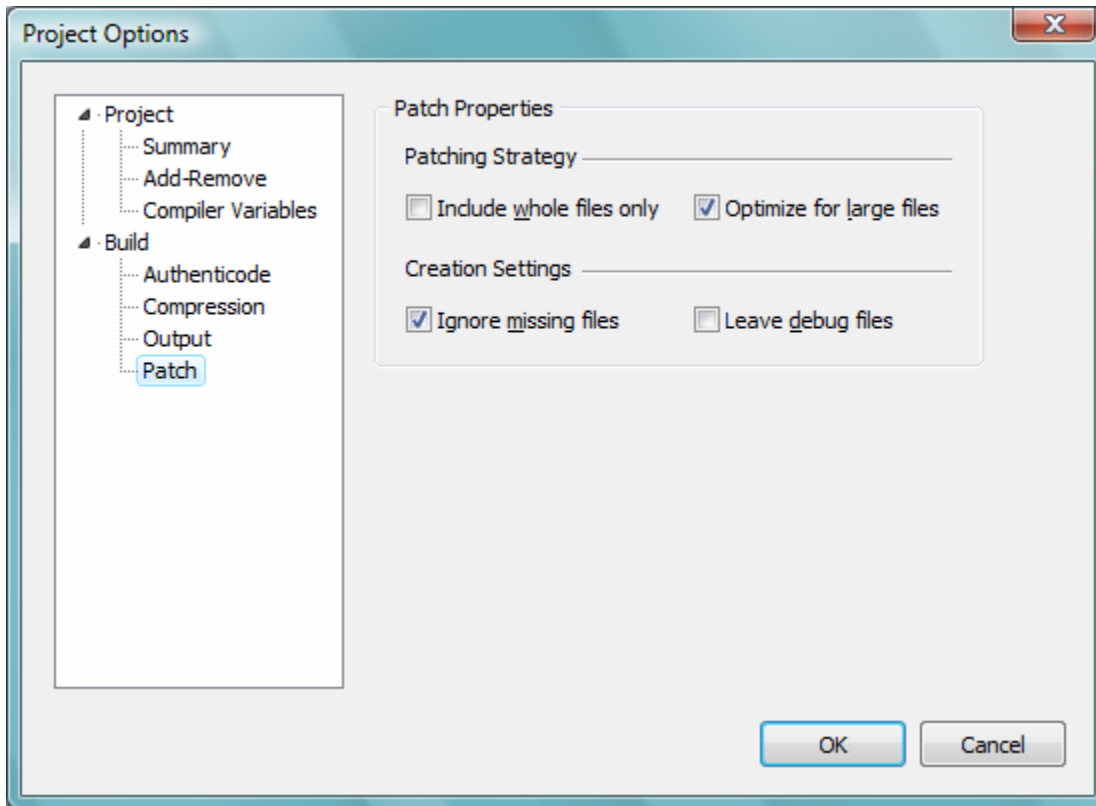 Project Options
Project
Summary
Add-Remove
Compiler Variables
Build
Authenticode
Compression
Output
Patch
Patch Properties
Patching Strategy
Include whole files only
Optimize for large files
Creation Settings
Ignore missing files
Leave debug files
OK
Cancel